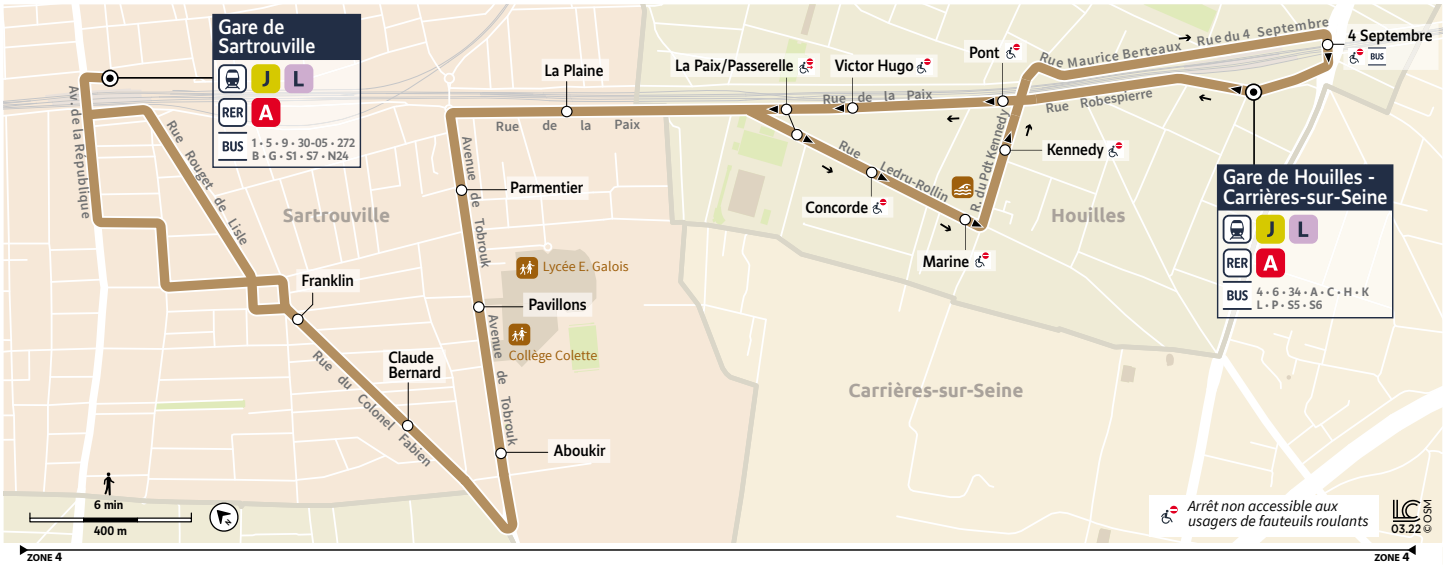 Gare de
Sartrouville
J L
RER A
BUS 1 • 5 • 9 • 30-05 • 272
B • G • S1 • S7 • N24
Av. de la République
Rue Rouget de Lisle
Sartrouville
Franklin
Claude
Bernard
Rue du Colonel Fabien
Aboukir
Avenue de Tobrouk
Pavillons
Avenue de Tobrouk
Parmentier
Lycée E. Galois
Collège Colette
La Plaine
Rue de la Paix
La Paix/Passerelle
Victor Hugo
Rue de la Paix
Pont
Rue Maurice Berteaux
Rue du 4 Septembre
4 Septembre
BUS
Rue Robespierre
R. du Pdt Kennedy
Kennedy
Rue Ledru-Rollin
Concorde
Marine
Houilles
Carrières-sur-Seine
Gare de Houilles -
Carrières-sur-Seine
J L
RER A
BUS 4 • 6 • 34 • A • C • H • K
L • P • S5 • S6
6 min
400 m
N
Arrêt non accessible aux
usagers de fauteuils roulants
LC
03.22
© OSM
ZONE 4
ZONE 4